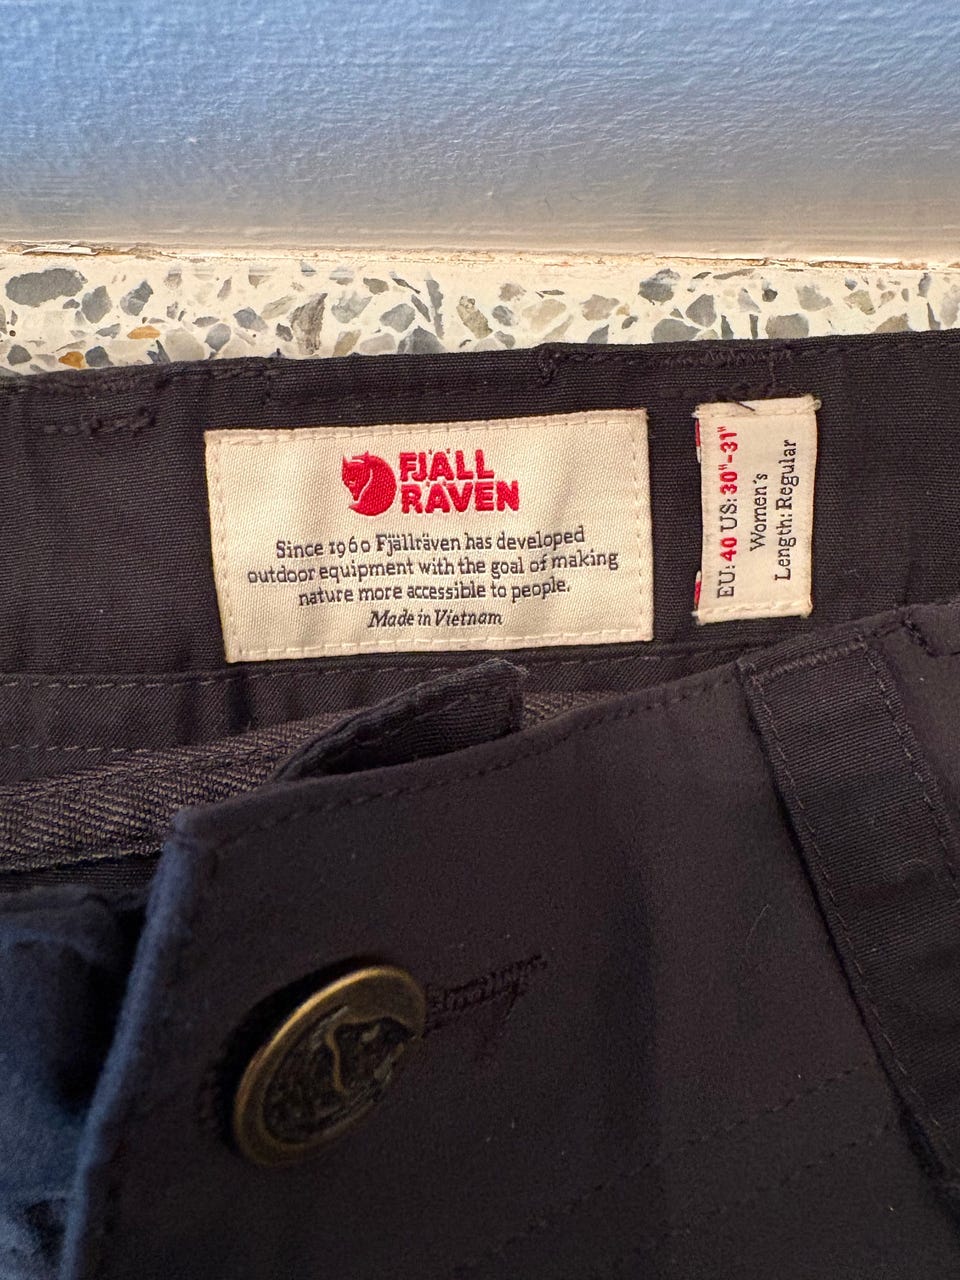 FJÄLL
RÄVEN
Since 1960 Fjällräven has developed
outdoor equipment with the goal of making
nature more accessible to people.
Made in Vietnam
EU: 40 US: 30"-31"
Women's
Length: Regular